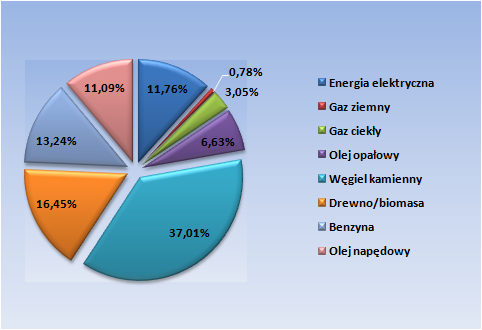 11,09%
11,76%
0,78%
3,05%
6,63%
13,24%
16,45%
37,01%
Energia elektryczna
Gaz ziemny
Gaz ciekły
Olej opałowy
Węgiel kamienny
Drewno/biomasa
Benzyna
Olej napędowy